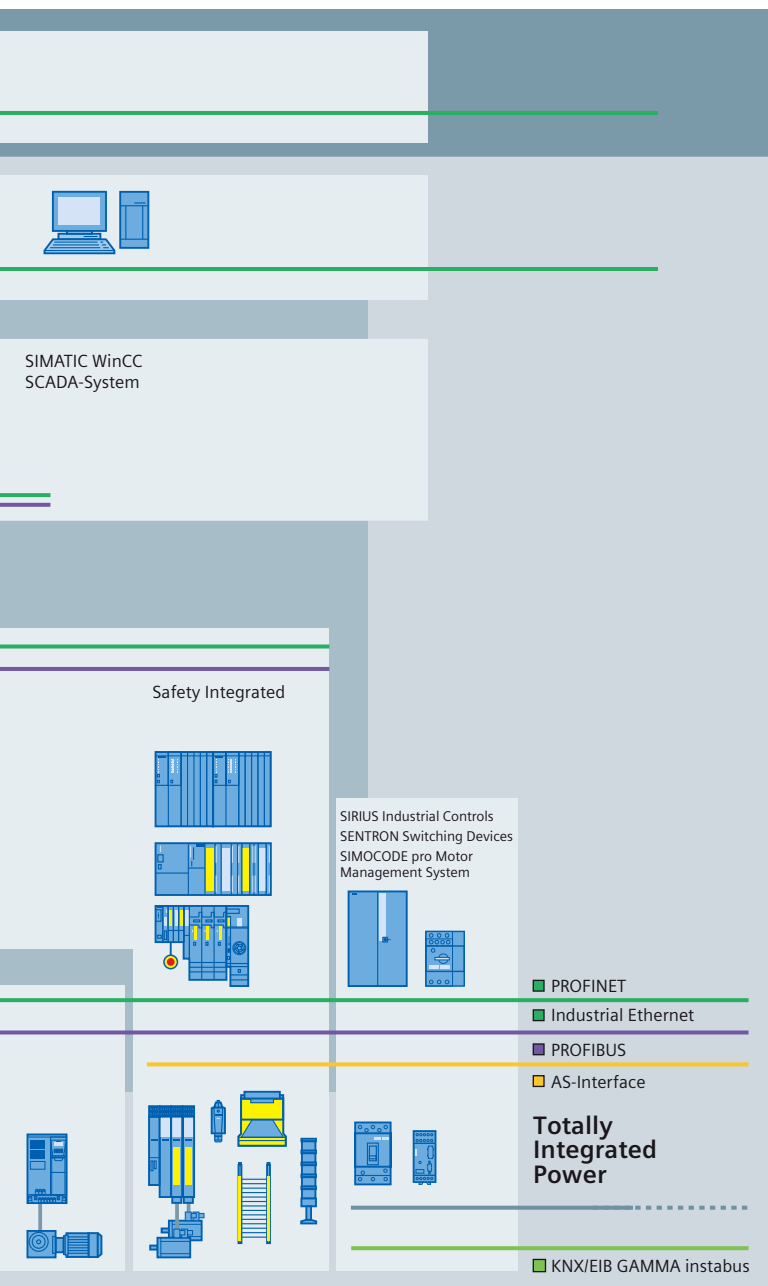 SIMATIC WinCC
SCADA-System
Safety Integrated
SIRIUS Industrial Controls
SENTRON Switching Devices
SIMOCODE pro Motor
Management System
PROFINET
Industrial Ethernet
PROFIBUS
AS-Interface
Totally
Integrated
Power
KNX/EIB GAMMA instabus